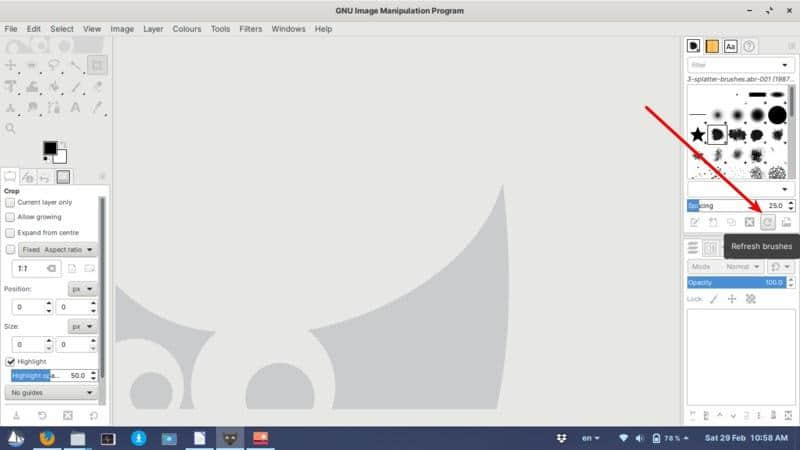 GNU Image Manipulation Program
File Edit Select View Image Layer Colours Tools Filters Windows Help
Aa
filter
3-splatter-brushes.abr-001 (1987...
Spacing 25.0
Refresh brushes
Mode Normal
Opacity 100.0
Lock:
Crop
Current layer only
Allow growing
Expand from centre
Fixed Aspect ratio
1:1
Position: px
0 0
Size: px
0 0
Highlight
Highlight opa... 50.0
No guides
en 78 % Sat 29 Feb 10:58 AM